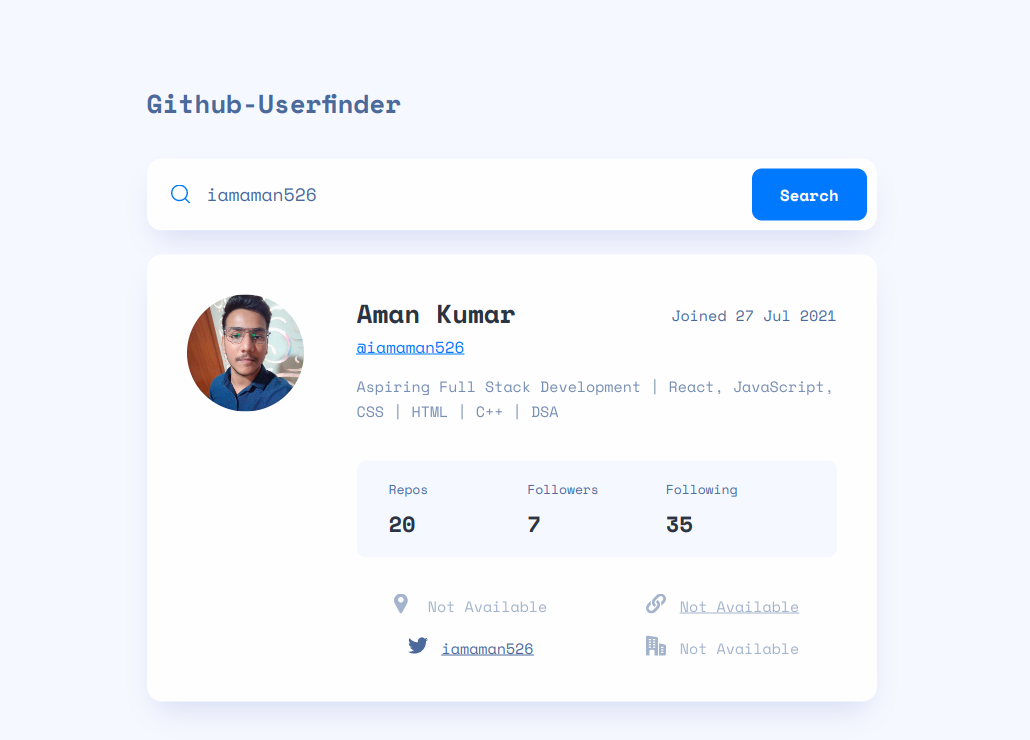 Github-Userfinder
iamaman526
Search
Aman Kumar
Joined 27 Jul 2021
@iamaman526
Aspiring Full Stack Development | React, JavaScript,
CSS | HTML | C++ | DSA
Repos Followers Following
20 7 35
Not Available Not Available
iamaman526 Not Available